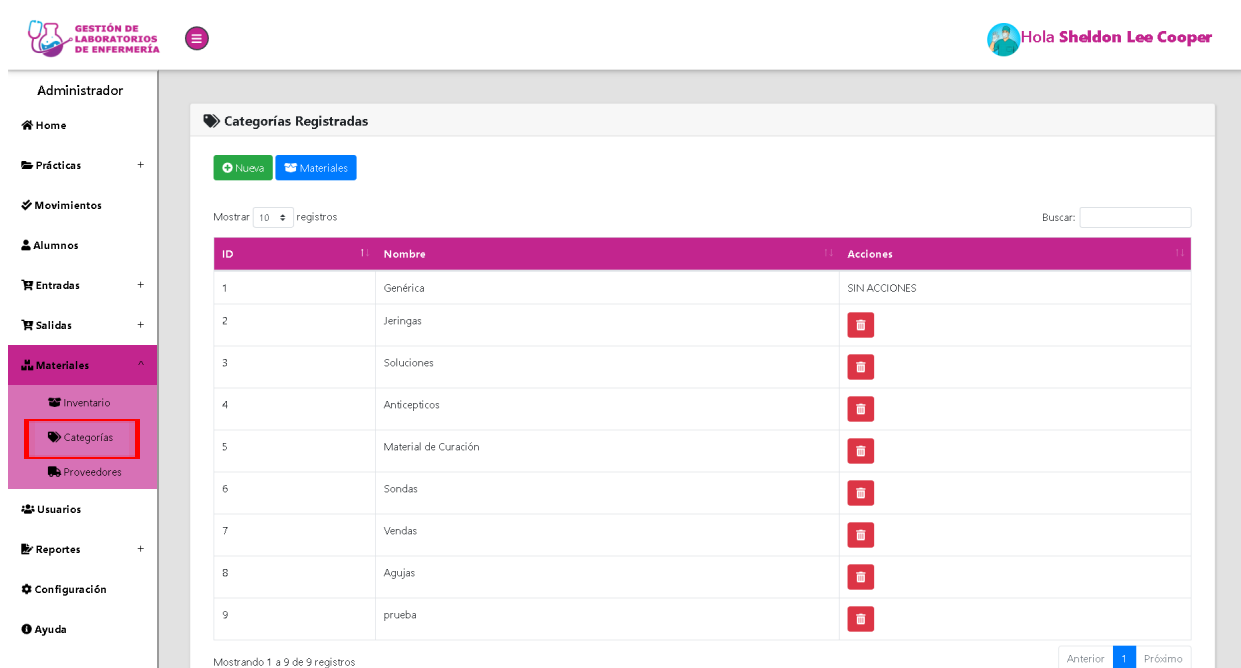 GESTIÓN DE
LABORATORIOS
DE ENFERMERÍA
Hola Sheldon Lee Cooper
Administrador
Home
Prácticas +
Movimientos
Alumnos
Entradas +
Salidas +
Materiales ^
Inventario
Categorías
Proveedores
Usuarios
Reportes +
Configuración
Ayuda
Categorías Registradas
Nueva Materiales
Mostrar 10 registros Buscar:
ID Nombre Acciones
1 Genérica SIN ACCIONES
2 Jeringas
3 Soluciones
4 Anticepticos
5 Material de Curación
6 Sondas
7 Vendas
8 Agujas
9 prueba
Mostrando 1 a 9 de 9 registros Anterior 1 Próximo